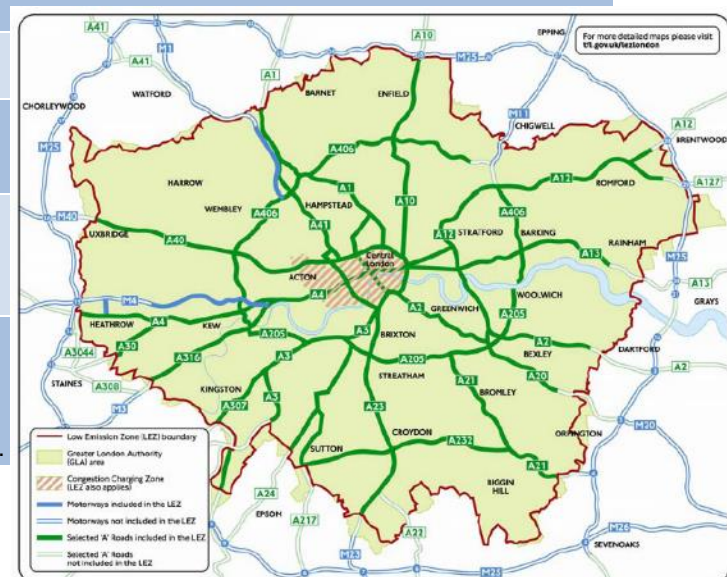 For more detailed maps please visit
tfl.gov.uk/lezlondon
A41
M1
A10
EPPING
A41
A1
M25
WATFORD
BARNET
ENFIELD
M11
CHORLEYWOOD
CHIGWELL
A12
BRENTWOOD
M25
A406
HARROW
A12
ROMFORD
A127
WEMBLEY
HAMPSTEAD
A1
A10
A406
A406
M40
A41
STRATFORD
BARKING
UXBRIDGE
A12
RAINHAM
A40
Central
London
A13
M25
ACTON
A13
WOOLWICH
GRAYS
M4
A4
A2
GREENWICH
HEATHROW
A4
KEW
A205
A3
A205
BRIXTON
A2
DARTFORD
A30
A316
A3
A205
BEXLEY
A2
A3044
STREATHAM
A21
A20
STAINES
A308
KINGSTON
BROMLEY
M3
A307
A3
A23
M20
CROYDON
ORPINGTON
SUTTON
A232
A21
BIGGIN
HILL
A24
EPSOM
A217
A22
M26
SEVENOAKS
M23
M25
Low Emission Zone (LEZ) boundary
Greater London Authority
(GLA) area
Congestion Charging Zone
(LEZ also applies)
Motorways included in the LEZ
Motorways not included in the LEZ
Selected 'A' Roads included in the LEZ
Selected 'A' Roads
not included in the LEZ